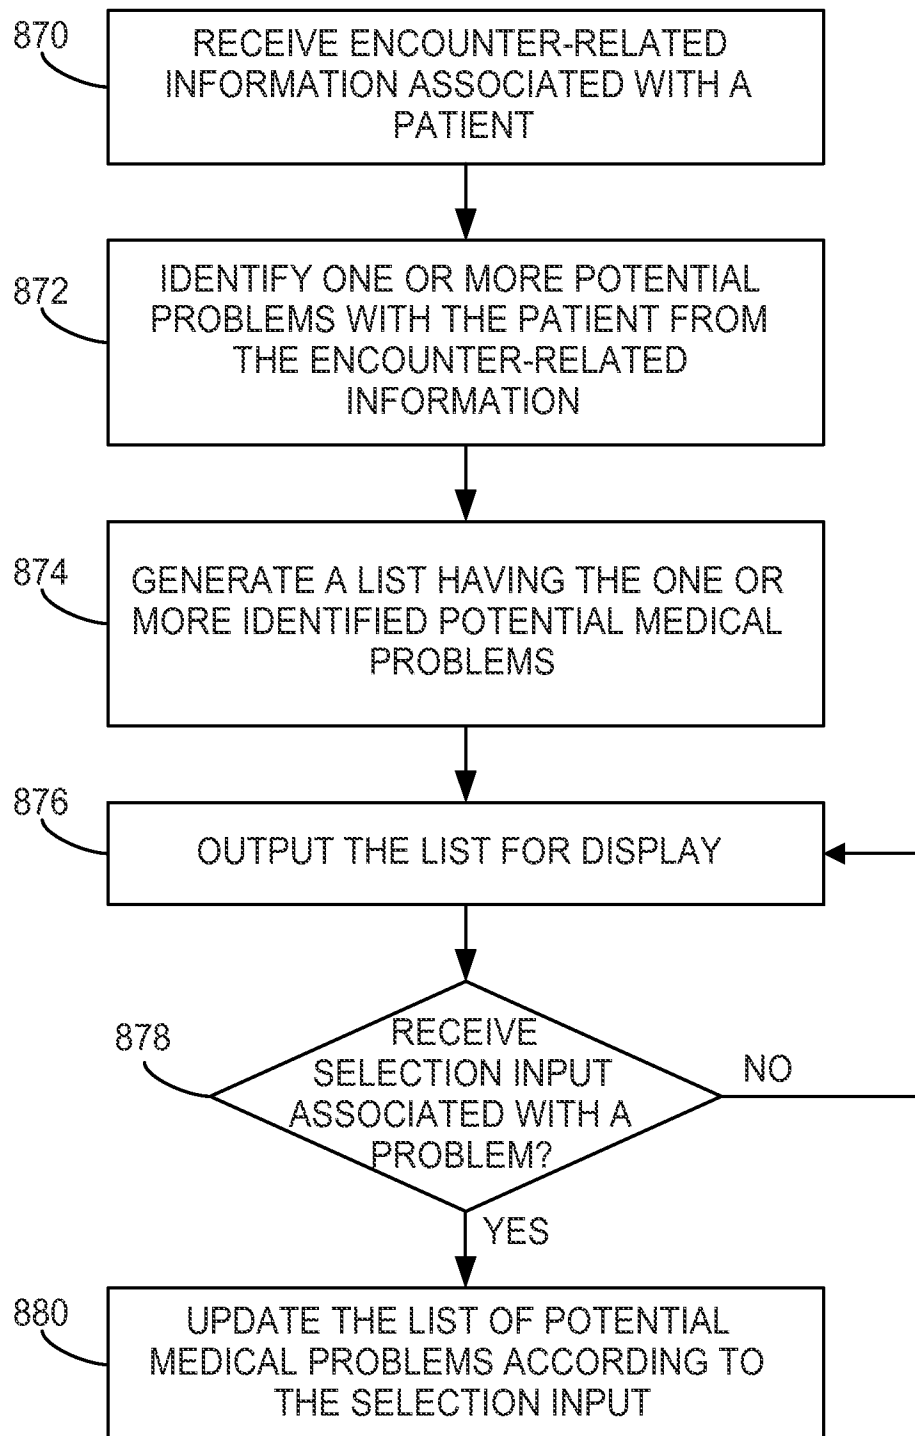 870
RECEIVE ENCOUNTER-RELATED
INFORMATION ASSOCIATED WITH A
PATIENT
872
IDENTIFY ONE OR MORE POTENTIAL
PROBLEMS WITH THE PATIENT FROM
THE ENCOUNTER-RELATED
INFORMATION
874
GENERATE A LIST HAVING THE ONE OR
MORE IDENTIFIED POTENTIAL MEDICAL
PROBLEMS
876
OUTPUT THE LIST FOR DISPLAY
878
RECEIVE
SELECTION INPUT
ASSOCIATED WITH A
PROBLEM?
NO
YES
880
UPDATE THE LIST OF POTENTIAL
MEDICAL PROBLEMS ACCORDING TO
THE SELECTION INPUT